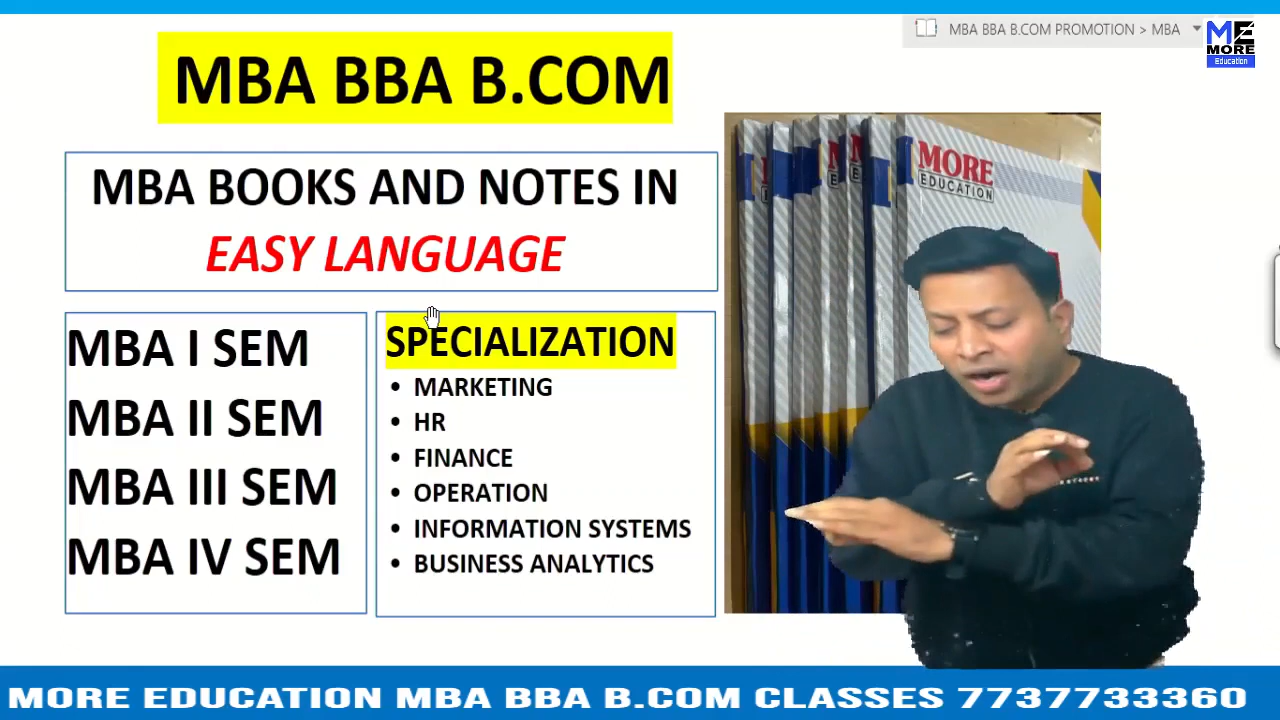 MBA BBA B.COM PROMOTION > MBA
ME
MORE
Education
MBA BBA B.COM
MBA BOOKS AND NOTES IN
EASY LANGUAGE
MORE
EDUCATION
MBA I SEM
MBA II SEM
MBA III SEM
MBA IV SEM
SPECIALIZATION
• MARKETING
• HR
• FINANCE
• OPERATION
• INFORMATION SYSTEMS
• BUSINESS ANALYTICS
MORE EDUCATION MBA BBA B.COM CLASSES 7737733360